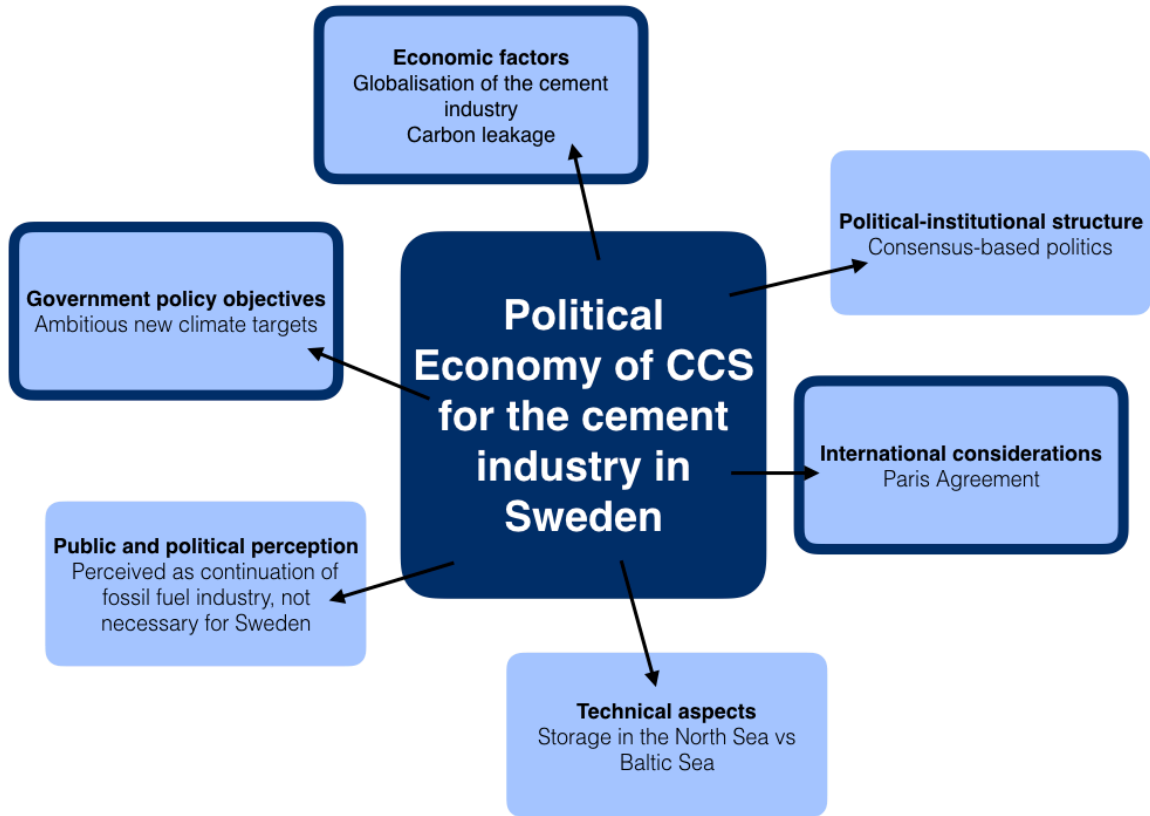 Economic factors
Globalisation of the cement
industry
Carbon leakage
Political-institutional structure
Consensus-based politics
Government policy objectives
Ambitious new climate targets
Political
Economy of CCS
for the cement
industry in
Sweden
International considerations
Paris Agreement
Public and political perception
Perceived as continuation of
fossil fuel industry, not
necessary for Sweden
Technical aspects
Storage in the North Sea vs
Baltic Sea